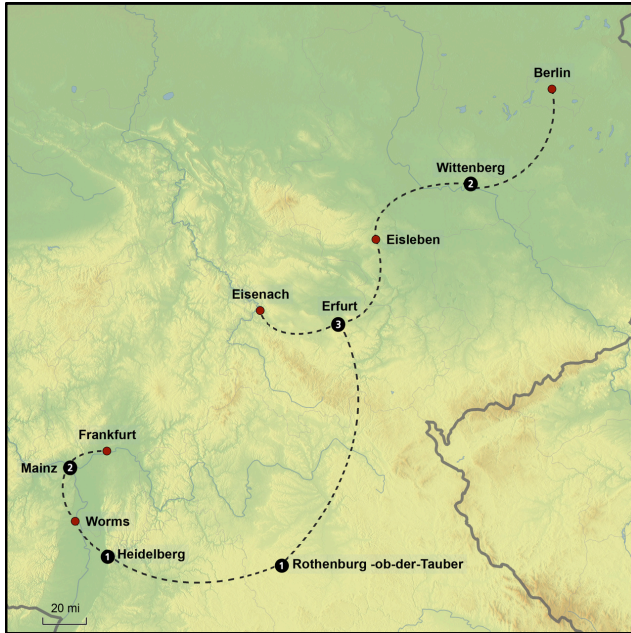 Berlin
Wittenberg
2
Eisleben
Eisenach
Erfurt
3
Frankfurt
Mainz
2
Worms
Heidelberg
1
Rothenburg -ob-der-Tauber
1
20 mi